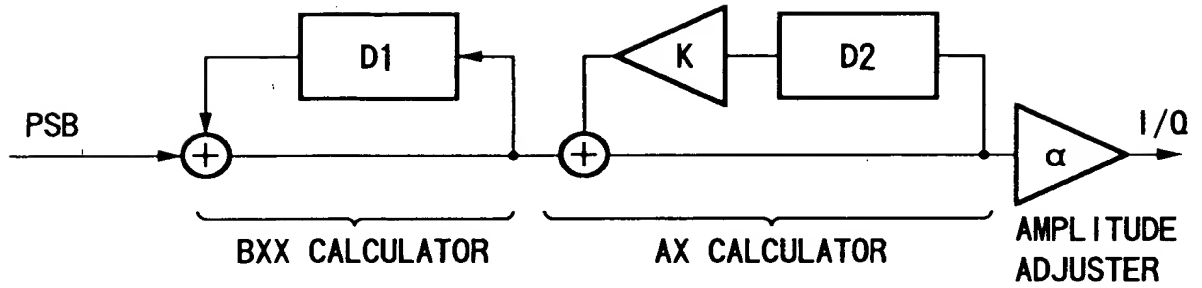 D1
K
D2
PSB
+
+
α
I/Q
BXX CALCULATOR
AX CALCULATOR
AMPLITUDE
ADJUSTER